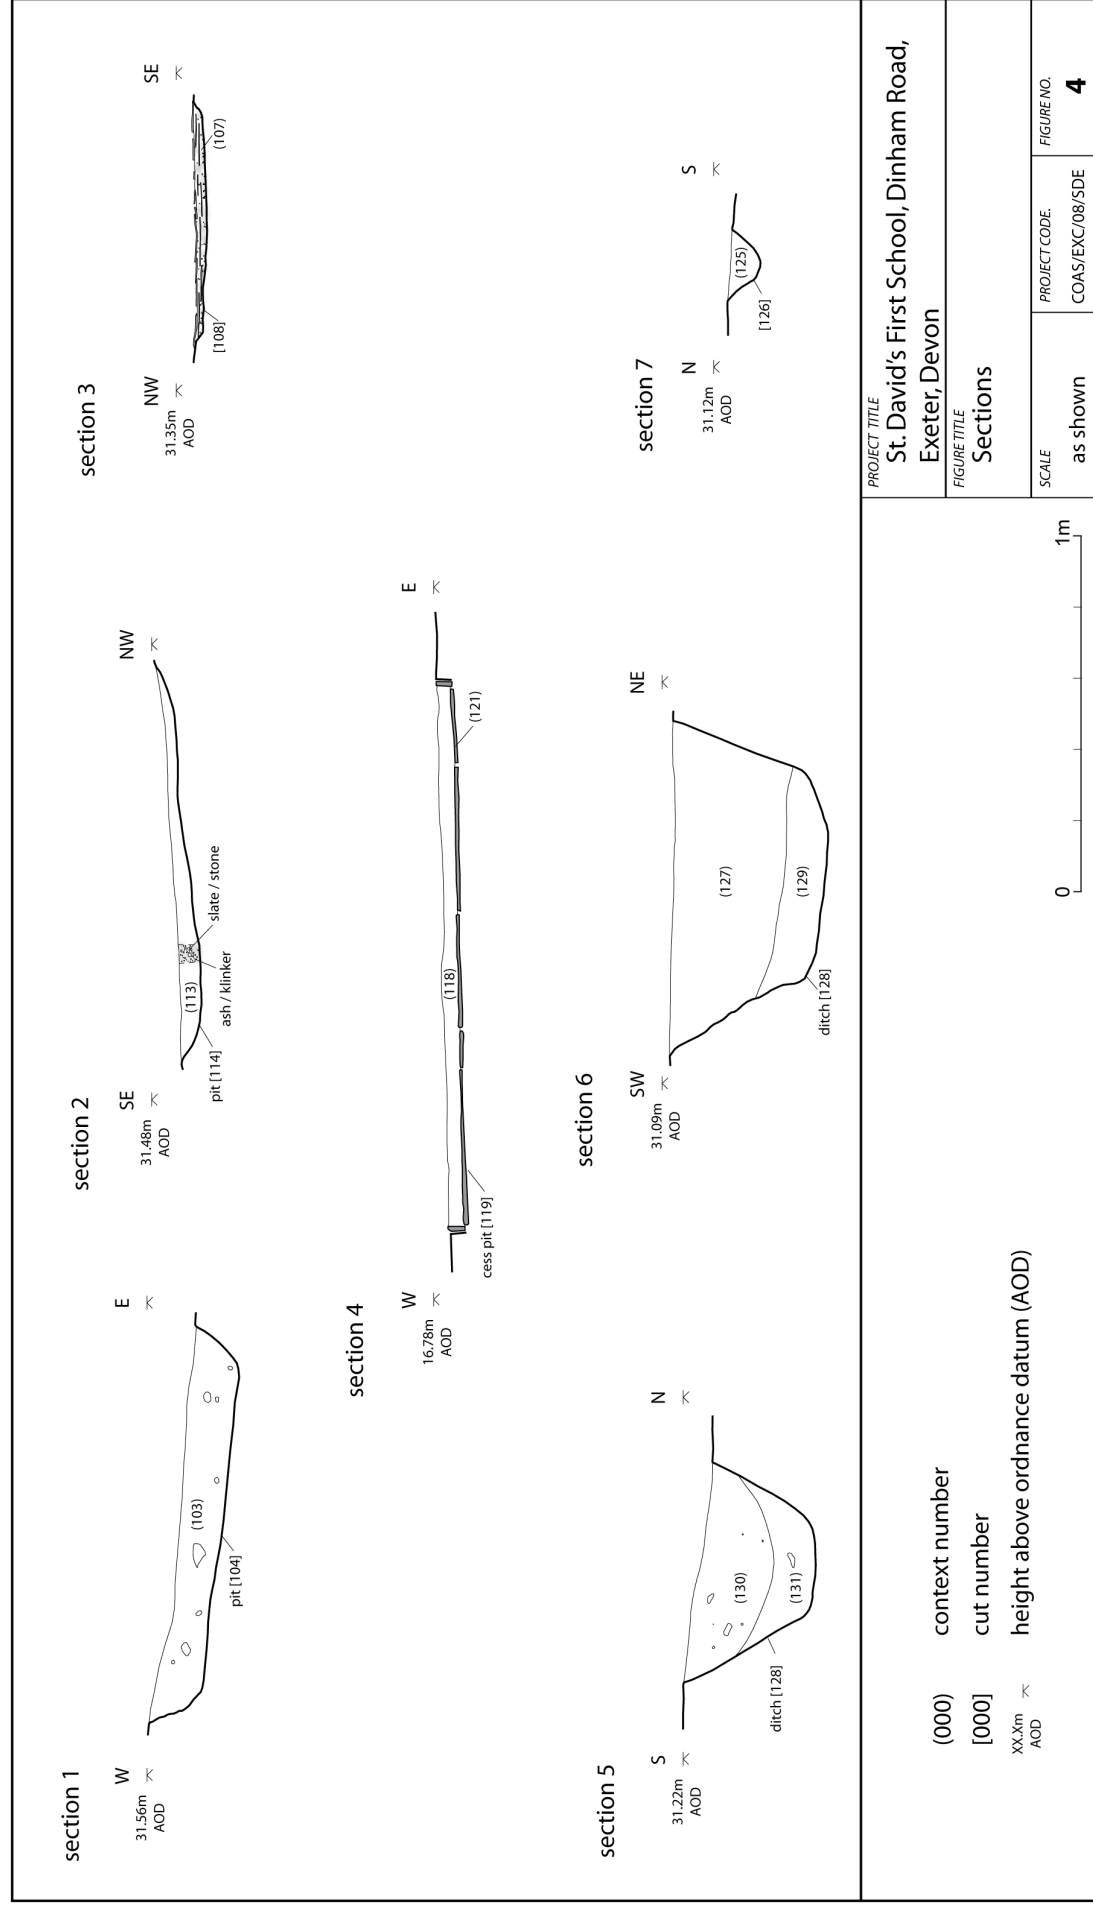 section 1
W
31.56m
AOD
E
(103)
pit [104]
section 2
SE
31.48m
AOD
NW
(113)
slate / stone
ash / klinker
pit [114]
section 3
NW
31.35m
AOD
SE
(107)
[108]
section 4
W
16.78m
AOD
E
(118)
(121)
cess pit [119]
section 5
S
31.22m
AOD
N
(130)
(131)
ditch [128]
section 6
SW
31.09m
AOD
NE
(127)
(129)
ditch [128]
section 7
N
31.12m
AOD
S
(125)
[126]
(000) context number
[000] cut number
XX.Xm
AOD
height above ordnance datum (AOD)
0 1m
PROJECT TITLE
St. David's First School, Dinham Road,
Exeter, Devon
FIGURE TITLE
Sections
SCALE
as shown
PROJECT CODE.
COAS/EXC/08/SDE
FIGURE NO.
4